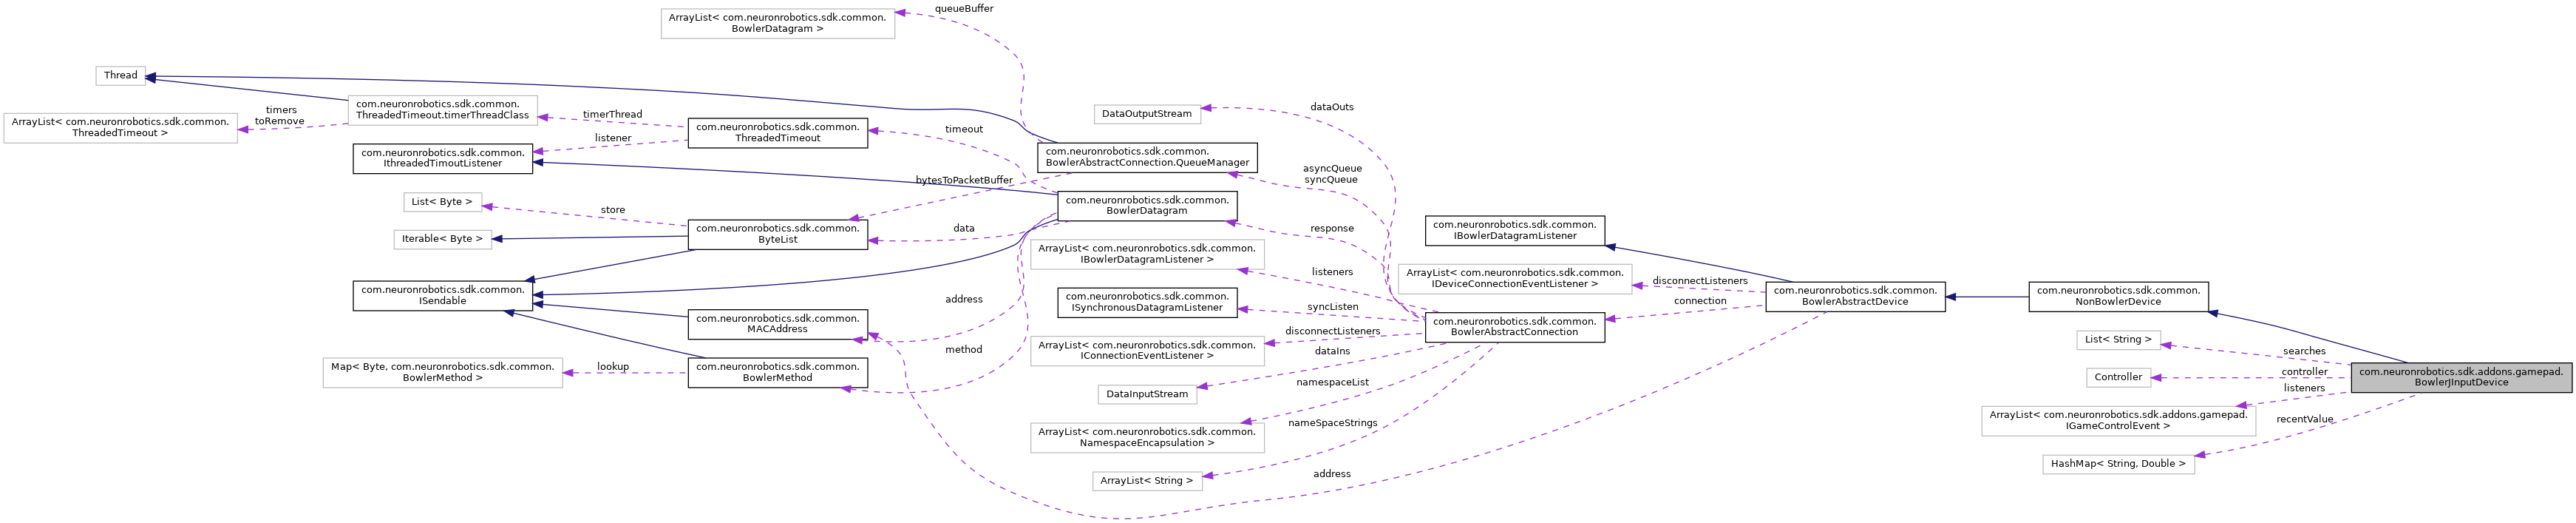 ArrayList< com.neuronrobotics.sdk.common.
BowlerDatagram >
queueBuffer
Thread
com.neuronrobotics.sdk.common.
ThreadedTimeout.timerThreadClass
timers
toRemove
ArrayList< com.neuronrobotics.sdk.common.
ThreadedTimeout >
timerThread
listener
com.neuronrobotics.sdk.common.
ThreadedTimeout
timeout
com.neuronrobotics.sdk.common.
IthreadedTimoutListener
com.neuronrobotics.sdk.common.
BowlerAbstractConnection.QueueManager
bytesToPacketBuffer
DataOutputStream
dataOuts
asyncQueue
syncQueue
List< Byte >
store
Iterable< Byte >
com.neuronrobotics.sdk.common.
ByteList
data
com.neuronrobotics.sdk.common.
BowlerDatagram
response
com.neuronrobotics.sdk.common.
ISendable
com.neuronrobotics.sdk.common.
MACAddress
address
method
Map< Byte, com.neuronrobotics.sdk.common.
BowlerMethod >
lookup
com.neuronrobotics.sdk.common.
BowlerMethod
ArrayList< com.neuronrobotics.sdk.common.
IBowlerDatagramListener >
listeners
com.neuronrobotics.sdk.common.
ISynchronousDatagramListener
syncListen
ArrayList< com.neuronrobotics.sdk.common.
IConnectionEventListener >
disconnectListeners
dataIns
DataInputStream
namespaceList
ArrayList< com.neuronrobotics.sdk.common.
NamespaceEncapsulation >
nameSpaceStrings
ArrayList< String >
address
com.neuronrobotics.sdk.common.
IBowlerDatagramListener
ArrayList< com.neuronrobotics.sdk.common.
IDeviceConnectionEventListener >
disconnectListeners
connection
com.neuronrobotics.sdk.common.
BowlerAbstractConnection
com.neuronrobotics.sdk.common.
BowlerAbstractDevice
com.neuronrobotics.sdk.common.
NonBowlerDevice
List< String >
searches
Controller
controller
listeners
ArrayList< com.neuronrobotics.sdk.addons.gamepad.
IGameControlEvent >
recentValue
HashMap< String, Double >
com.neuronrobotics.sdk.addons.gamepad.
BowlerJInputDevice